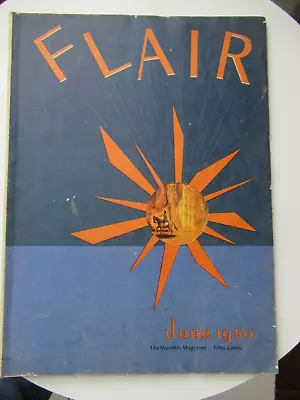 FLAIR
June 1950
The Monthly Magazine Fifty Cents